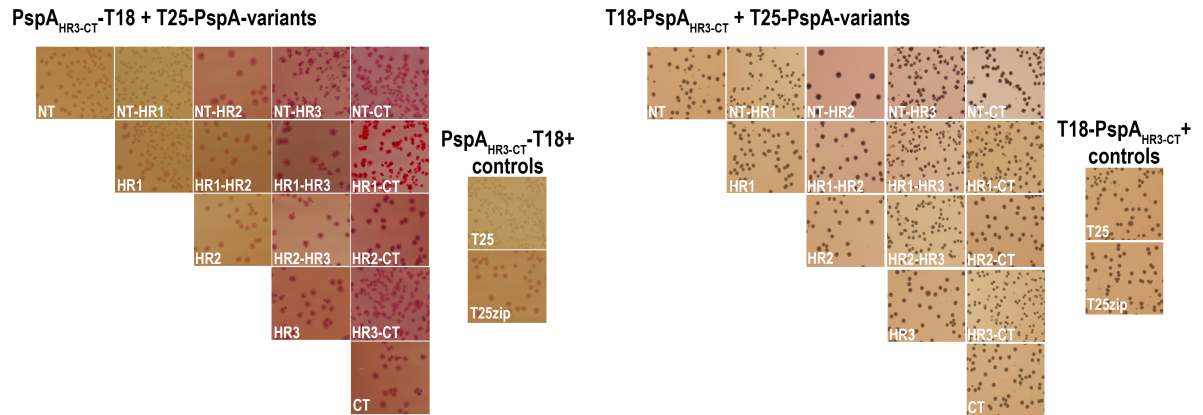 PspAHR3-CT-T18 + T25-PspA-variants
T18-PspAHR3-CT + T25-PspA-variants
NT
NT-HR1
NT-HR2
NT-HR3
NT-CT
HR1
HR1-HR2
HR1-HR3
HR1-CT
HR2
HR2-HR3
HR2-CT
HR3
HR3-CT
CT
PspAHR3-CT-T18+
controls
T25
T25zip
NT
NT-HR1
NT-HR2
NT-HR3
NT-CT
HR1
HR1-HR2
HR1-HR3
HR1-CT
HR2
HR2-HR3
HR2-CT
HR3
HR3-CT
CT
T18-PspAHR3-CT+
controls
T25
T25zip